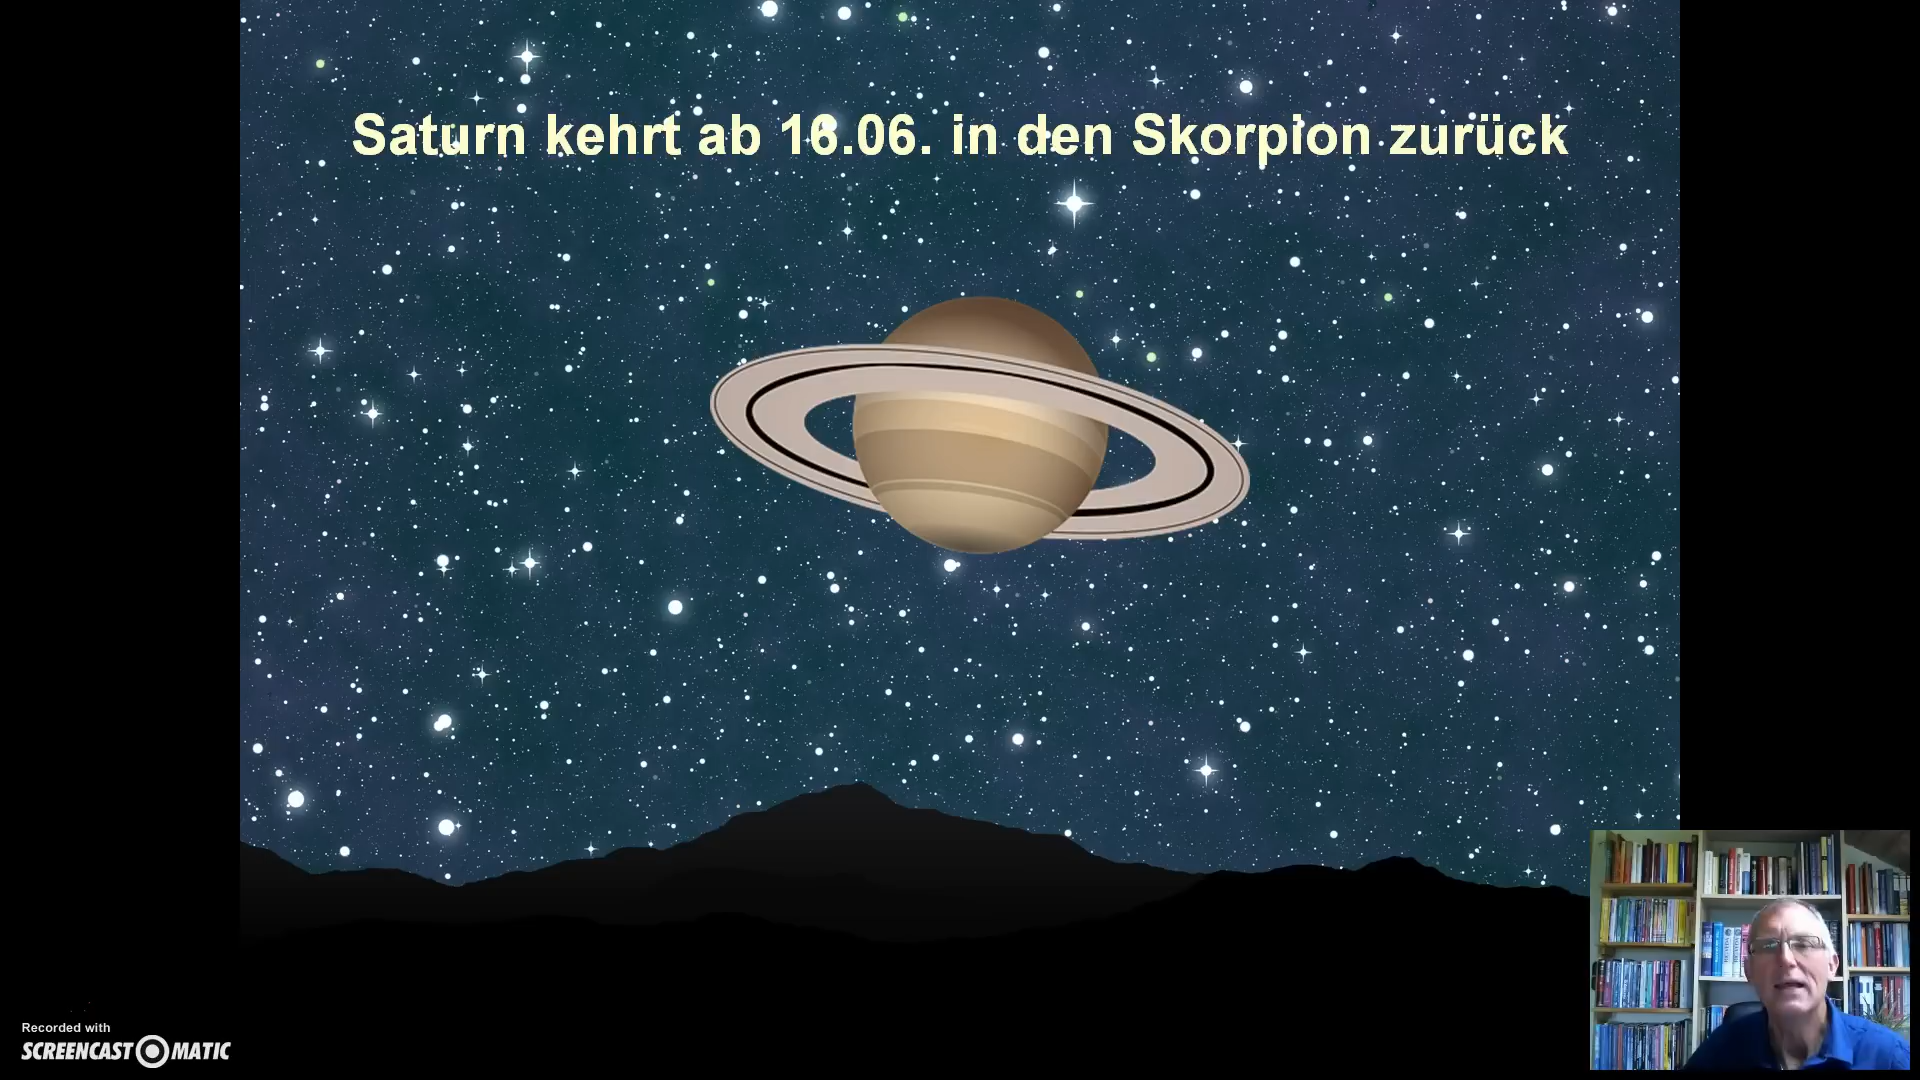 Saturn kehrt ab 16.06. in den Skorpion zurück
Recorded with
SCREENCAST MATIC